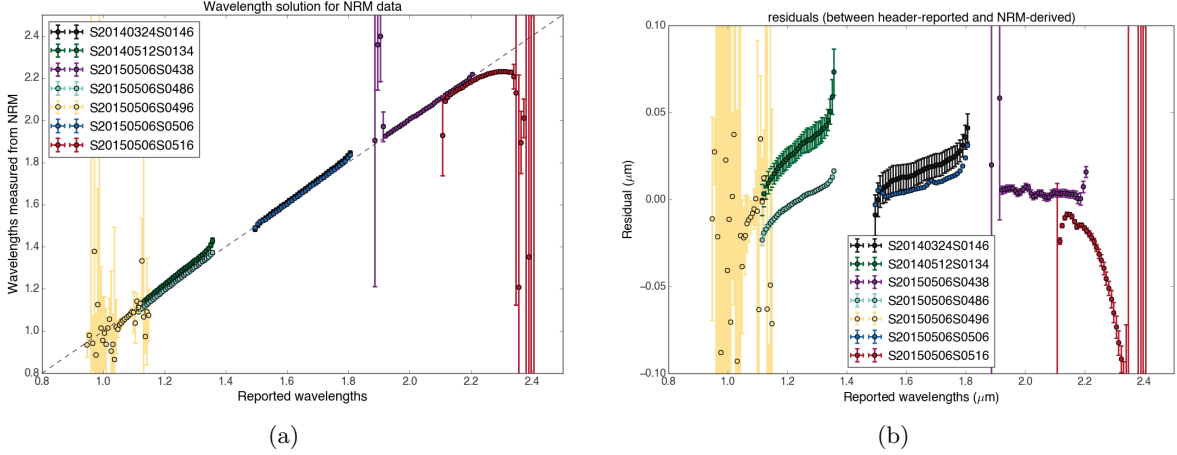 Wavelength solution for NRM data
Wavelengths measured from NRM
2.4
2.2
2.0
1.8
1.6
1.4
1.2
1.0
0.8
S20140324S0146
S20140512S0134
S20150506S0438
S20150506S0486
S20150506S0496
S20150506S0506
S20150506S0516
0.8 1.0 1.2 1.4 1.6 1.8 2.0 2.2 2.4
Reported wavelengths
(a)
residuals (between header-reported and NRM-derived)
Residual (μm)
0.10
0.05
0.00
−0.05
−0.10
S20140324S0146
S20140512S0134
S20150506S0438
S20150506S0486
S20150506S0496
S20150506S0506
S20150506S0516
0.8 1.0 1.2 1.4 1.6 1.8 2.0 2.2 2.4
Reported wavelengths (μm)
(b)